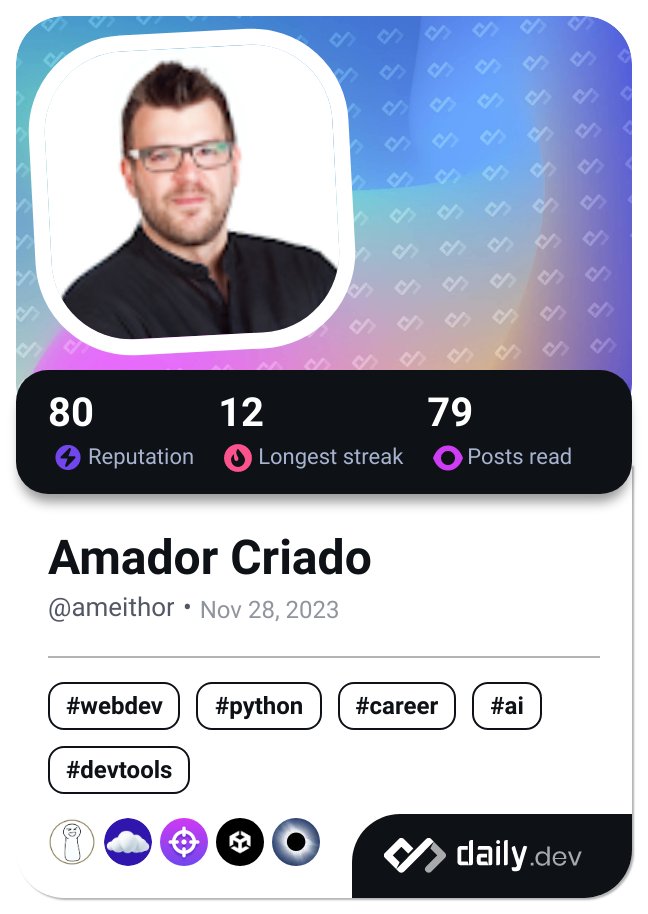 80 12 79
Reputation Longest streak Posts read
Amador Criado
@ameithor • Nov 28, 2023
#webdev #python #career #ai
#devtools
daily.dev